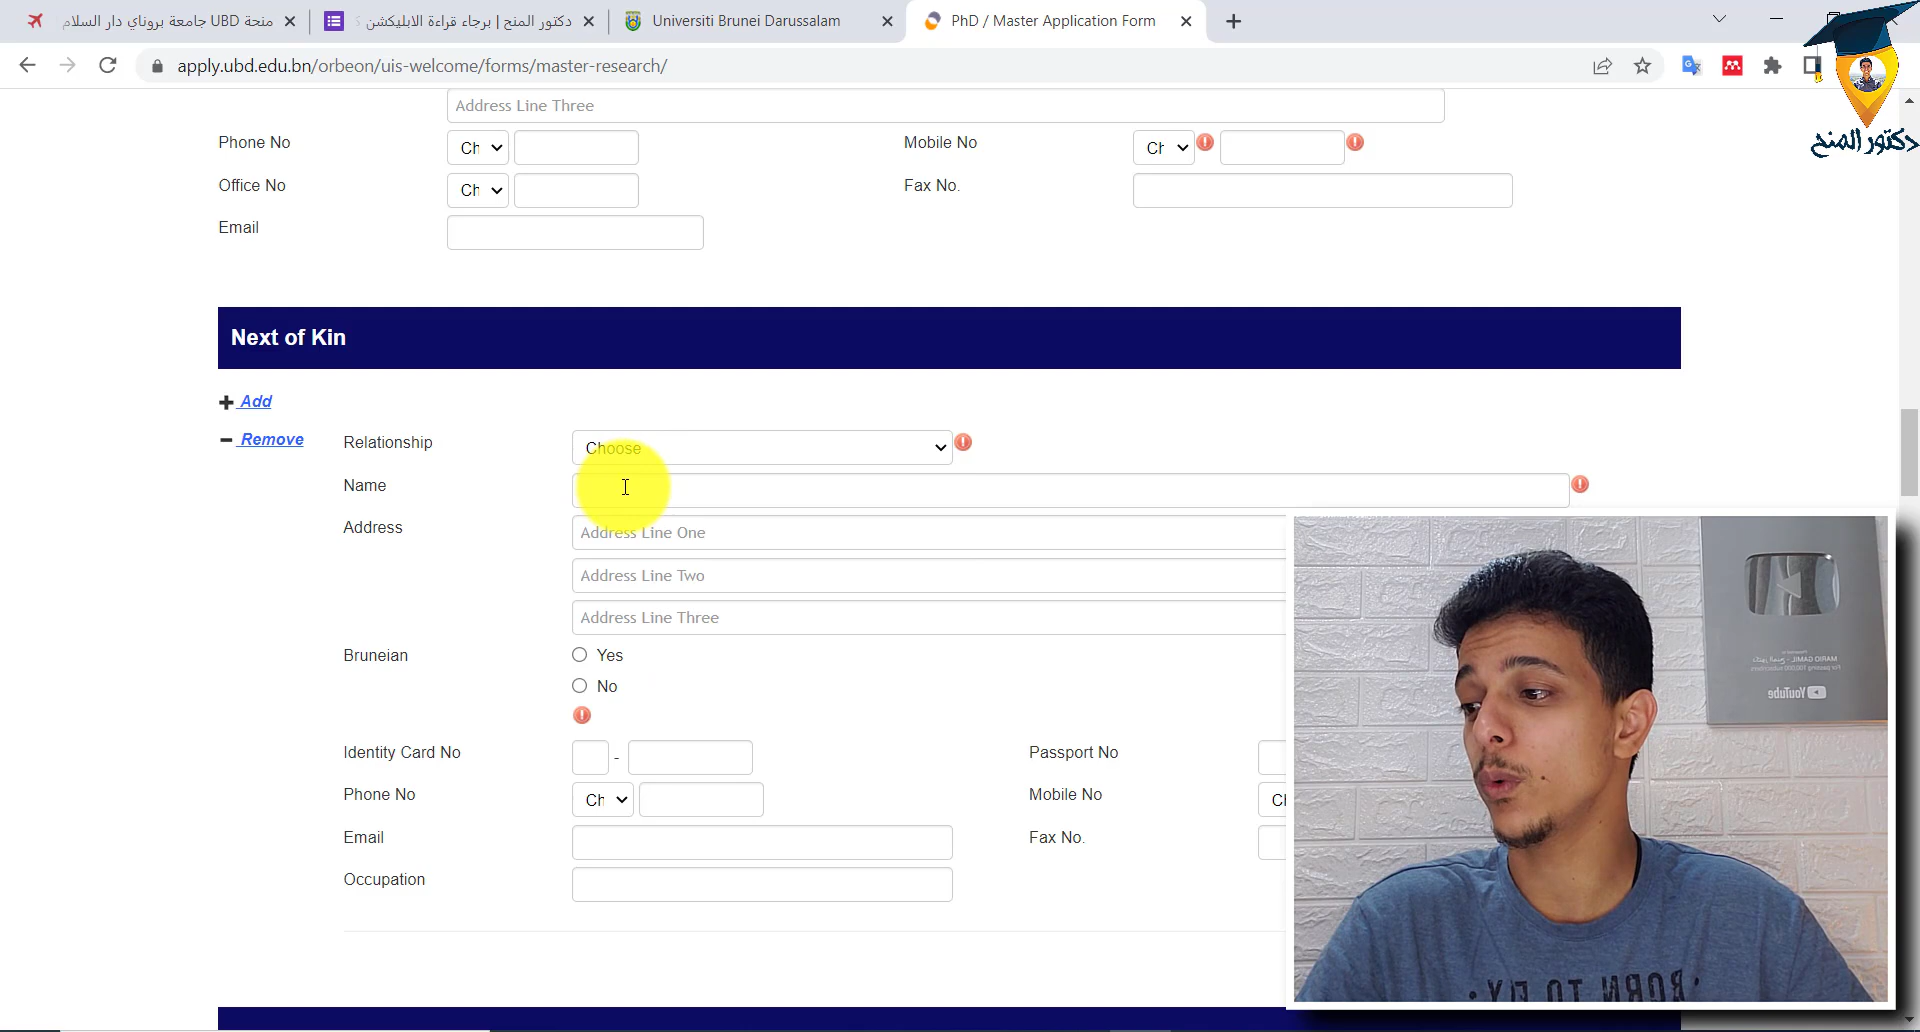 منحة UBD جامعة بروناي دار السلام
دكتور المنح | برجاء قراءة الابليكشن
Universiti Brunei Darussalam
PhD / Master Application Form
apply.ubd.edu.bn/orbeon/uis-welcome/forms/master-research/
دكتور المنح
Address Line Three
Phone No Ch Mobile No Ch
Office No Ch Fax No.
Email
Next of Kin
Add
Remove Relationship Choose
Name
Address Address Line One
Address Line Two
Address Line Three
Bruneian Yes
No
Identity Card No - Passport No
Phone No Ch Mobile No
Email Fax No.
Occupation
MARIO GAMIL
YouTube
BORN TO